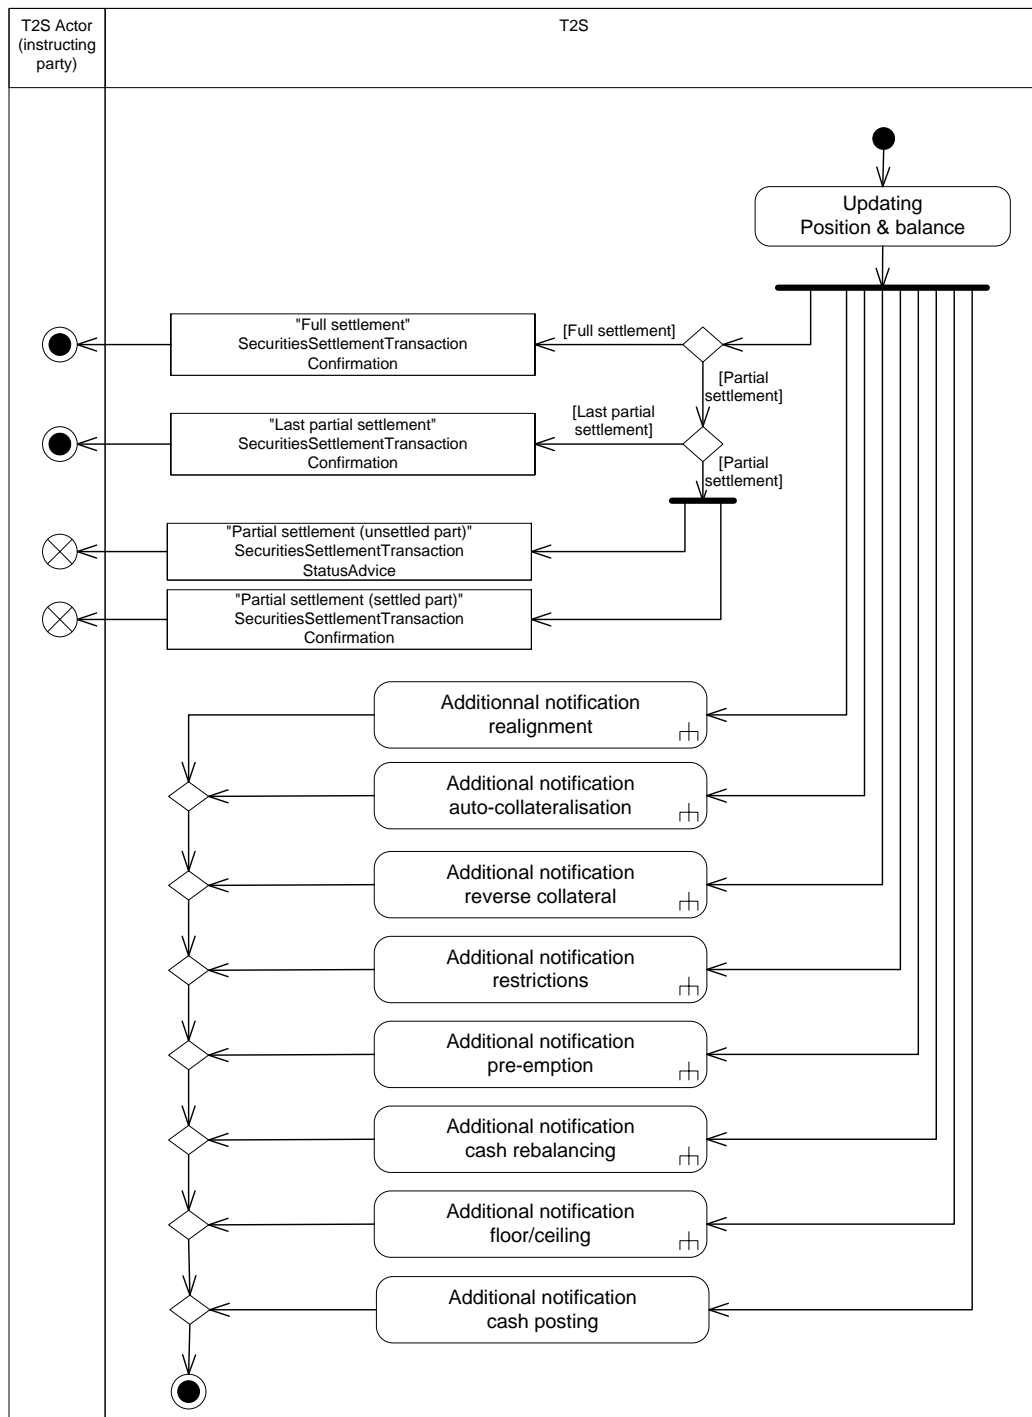 T2S Actor
(instructing
party)
T2S
Updating
Position & balance
"Full settlement"
SecuritiesSettlementTransaction
Confirmation
[Full settlement]
[Partial
settlement]
"Last partial settlement"
SecuritiesSettlementTransaction
Confirmation
[Last partial
settlement]
[Partial
settlement]
"Partial settlement (unsettled part)"
SecuritiesSettlementTransaction
StatusAdvice
"Partial settlement (settled part)"
SecuritiesSettlementTransaction
Confirmation
Additionnal notification
realignment
Additional notification
auto-collateralisation
Additional notification
reverse collateral
Additional notification
restrictions
Additional notification
pre-emption
Additional notification
cash rebalancing
Additional notification
floor/ceiling
Additional notification
cash posting